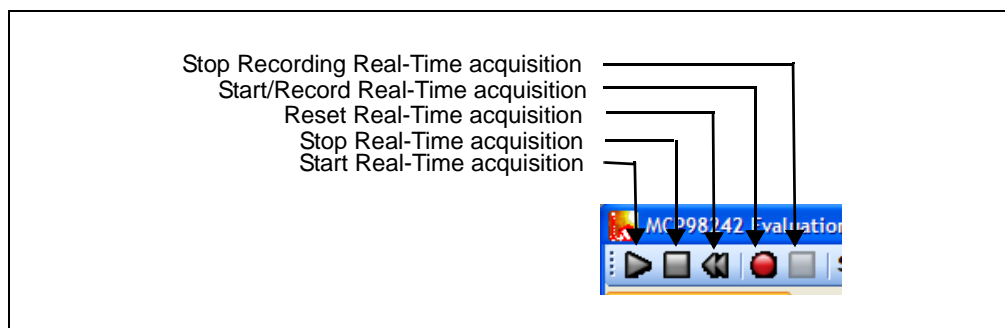 Stop Recording Real-Time acquisition
Start/Record Real-Time acquisition
Reset Real-Time acquisition
Stop Real-Time acquisition
Start Real-Time acquisition
MCP98242 Evaluation